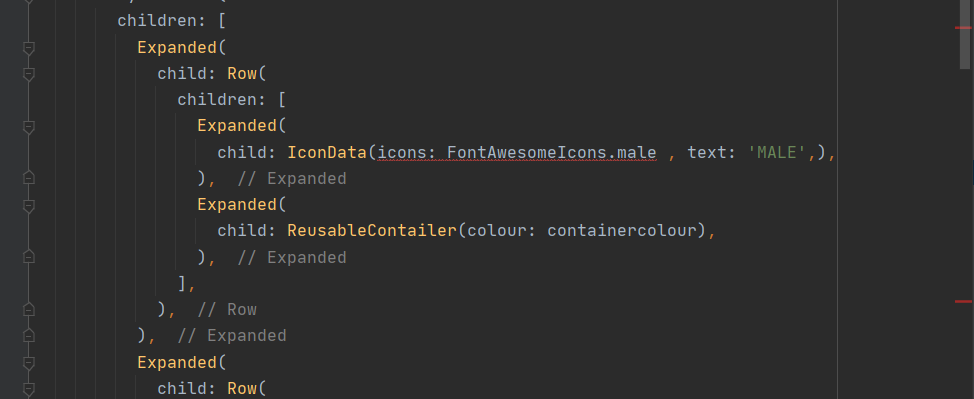 children: [
Expanded(
child: Row(
children: [
Expanded(
child: IconData(icons: FontAwesomeIcons.male , text: 'MALE',),
), // Expanded
Expanded(
child: ReusableContailer(colour: containercolour),
), // Expanded
],
), // Row
), // Expanded
Expanded(
child: Row(